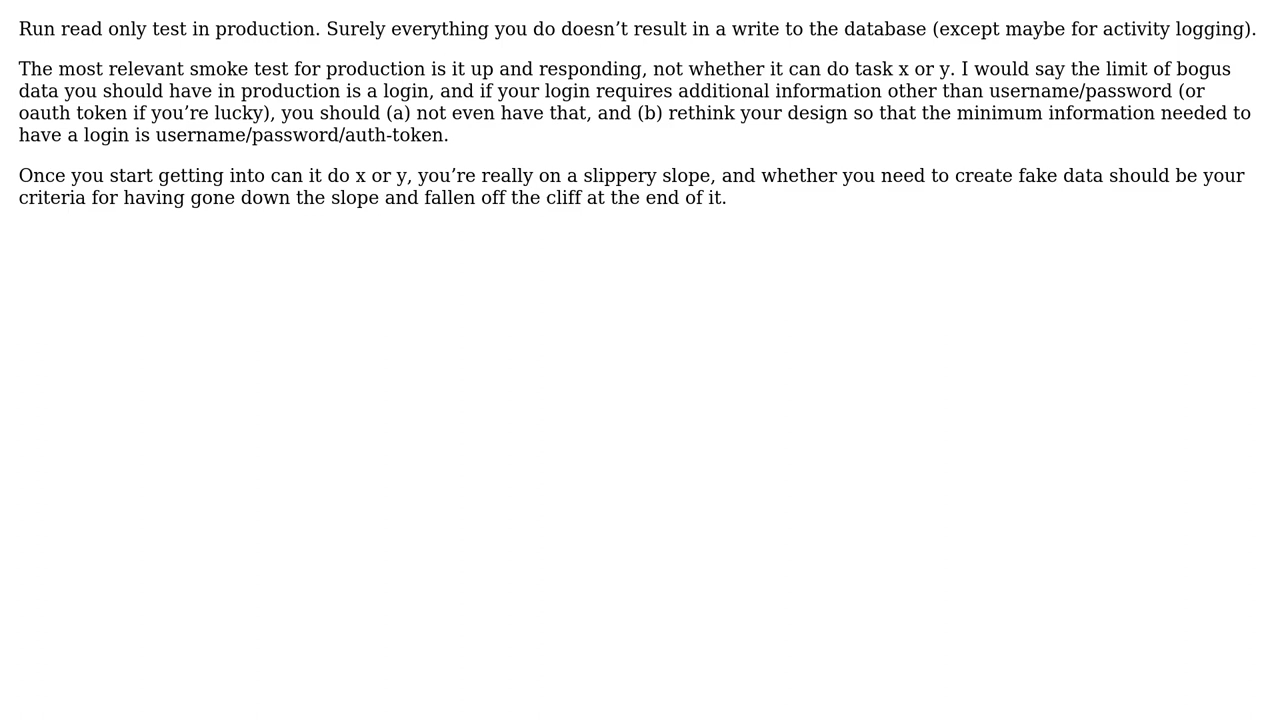 Run read only test in production. Surely everything you do doesn’t result in a write to the database (except maybe for activity logging).
The most relevant smoke test for production is it up and responding, not whether it can do task x or y. I would say the limit of bogus
data you should have in production is a login, and if your login requires additional information other than username/password (or
oauth token if you’re lucky), you should (a) not even have that, and (b) rethink your design so that the minimum information needed to
have a login is username/password/auth-token.
Once you start getting into can it do x or y, you’re really on a slippery slope, and whether you need to create fake data should be your
criteria for having gone down the slope and fallen off the cliff at the end of it.